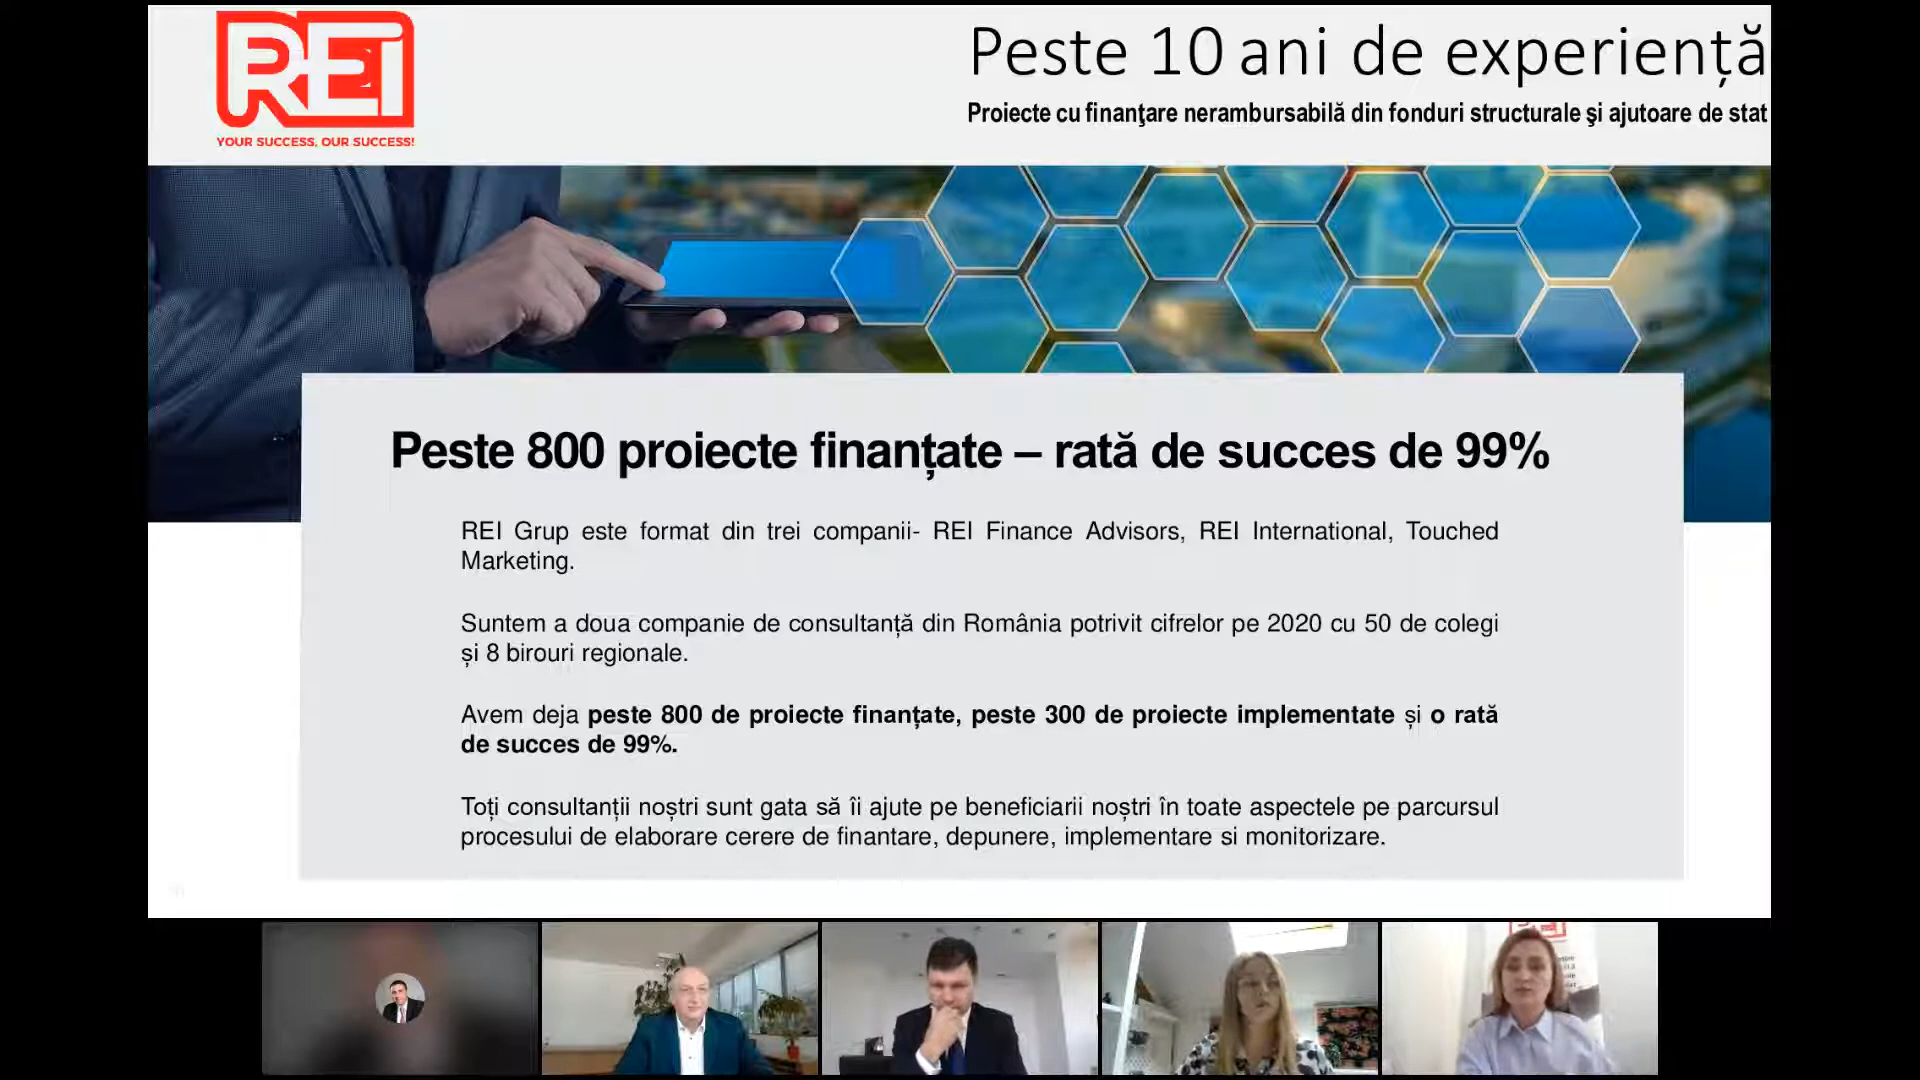 REI
YOUR SUCCESS, OUR SUCCESS!
Peste 10 ani de experiență
Proiecte cu finanţare nerambursabilă din fonduri structurale şi ajutoare de stat
Peste 800 proiecte finanțate – rată de succes de 99%
REI Grup este format din trei companii- REI Finance Advisors, REI International, Touched
Marketing.
Suntem a doua companie de consultanță din România potrivit cifrelor pe 2020 cu 50 de colegi
și 8 birouri regionale.
Avem deja peste 800 de proiecte finanțate, peste 300 de proiecte implementate și o rată
de succes de 99%.
Toți consultanții noștri sunt gata să îi ajute pe beneficiarii noștri în toate aspectele pe parcursul
procesului de elaborare cerere de finantare, depunere, implementare si monitorizare.